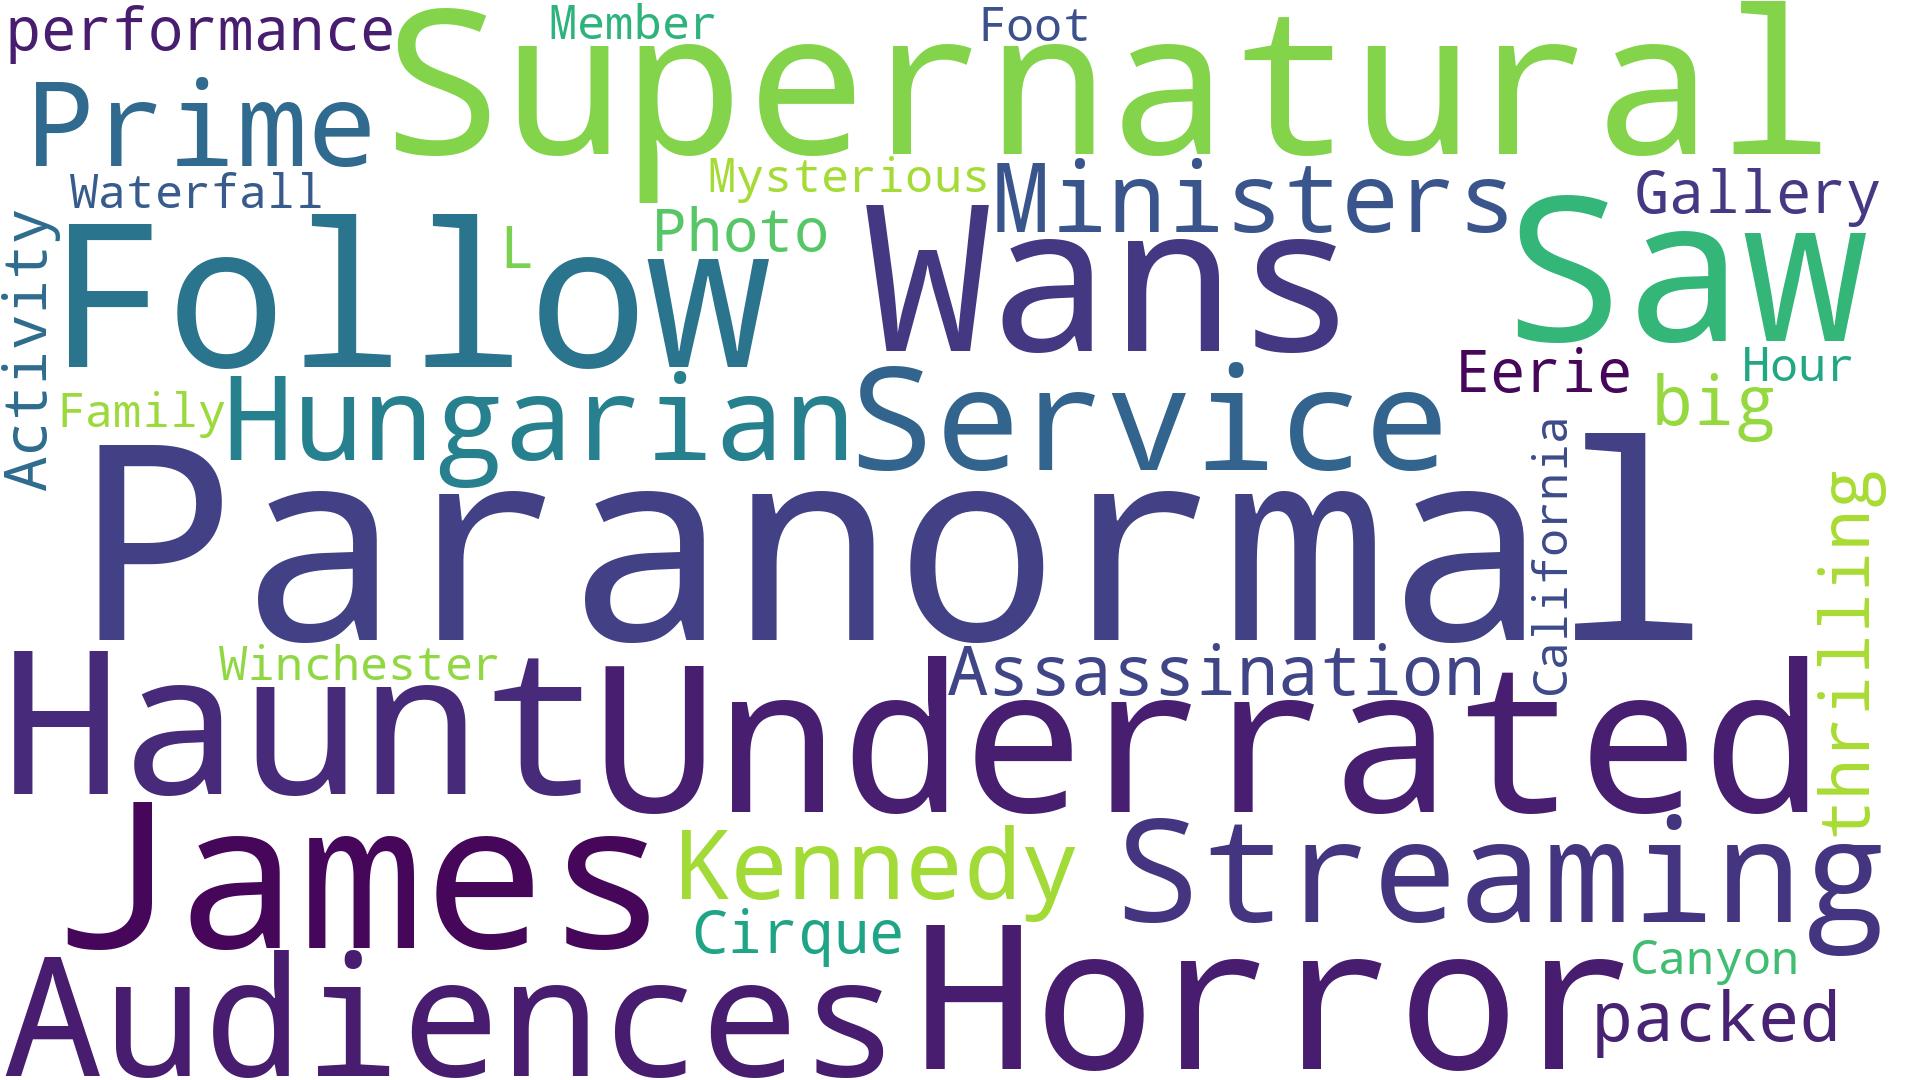 performance
Supernatural
Member
Foot
Prime
Waterfall
Mysterious
Ministers
Gallery
Activity
Follow
L
Photo
Wans
Saw
Family
Hungarian
Service
Eerie
big
Hour
Paranormal
California
thrilling
Winchester
Haunt
Underrated
Assassination
James
Kennedy
Streaming
Cirque
Audiences
Horror
Canyon
packed